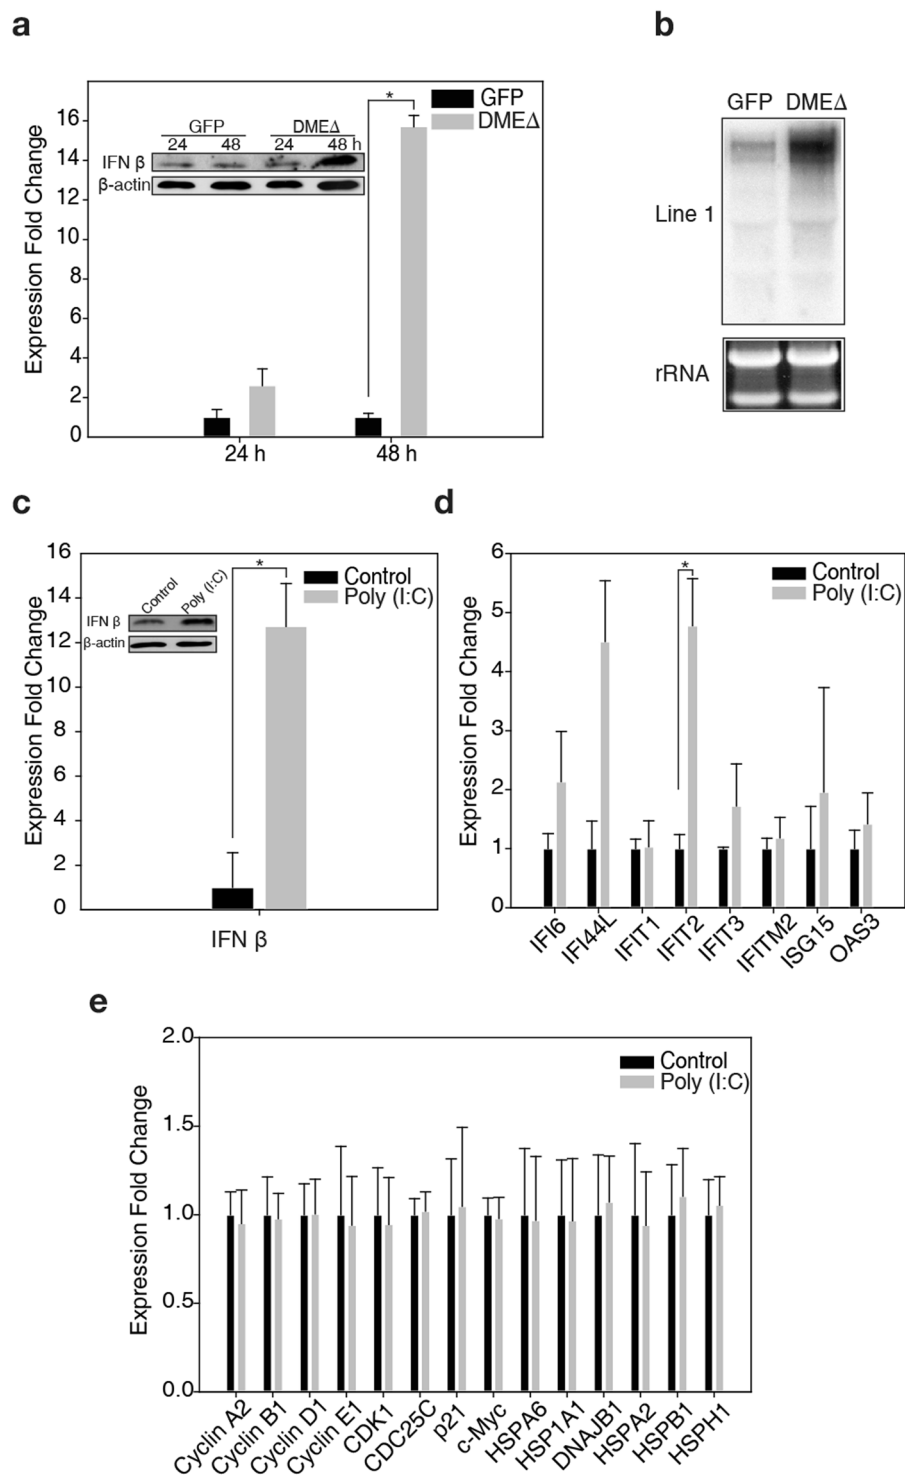 a
Expression Fold Change
16
14
12
10
8
6
4
2
0
GFP
DMEΔ
*
GFP DMEΔ
24 48 24 48 h
IFN β
β-actin
24 h 48 h
b
GFP DMEΔ
Line 1
rRNA
c
Expression Fold Change
16
14
12
10
8
6
4
2
0
Control
Poly (I:C)
*
Control Poly (I:C)
IFN β
β-actin
IFN β
d
Expression Fold Change
6
5
4
3
2
1
0
Control
Poly (I:C)
*
IFI6 IFI44L IFIT1 IFIT2 IFIT3 IFITM2 ISG15 OAS3
e
Expression Fold Change
2.0
1.5
1.0
0.5
0.0
Control
Poly (I:C)
Cyclin A2 Cyclin B1 Cyclin D1 Cyclin E1 CDK1 CDC25C p21 c-Myc HSPA6 HSP1A1 DNAJB1 HSPA2 HSPB1 HSPH1